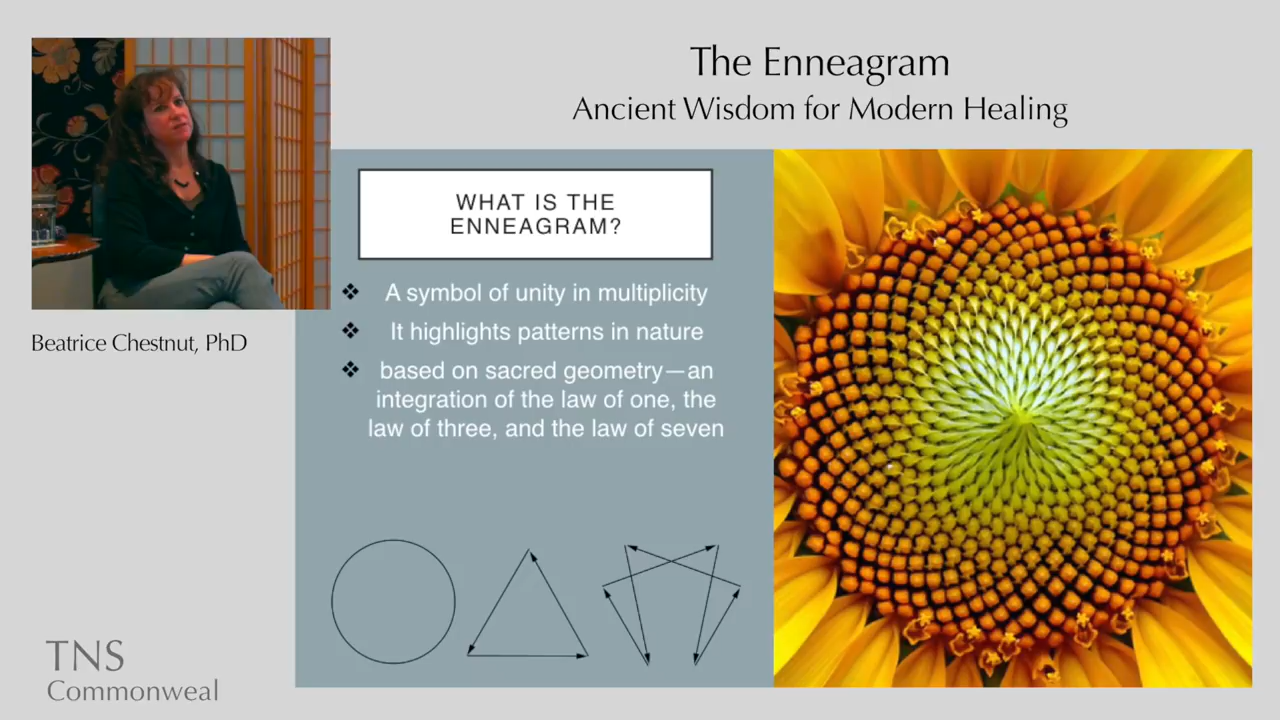 The Enneagram
Ancient Wisdom for Modern Healing
WHAT IS THE
ENNEAGRAM?
❖ A symbol of unity in multiplicity
❖ It highlights patterns in nature
❖ based on sacred geometry—an
integration of the law of one, the
law of three, and the law of seven
Beatrice Chestnut, PhD
TNS
Commonweal